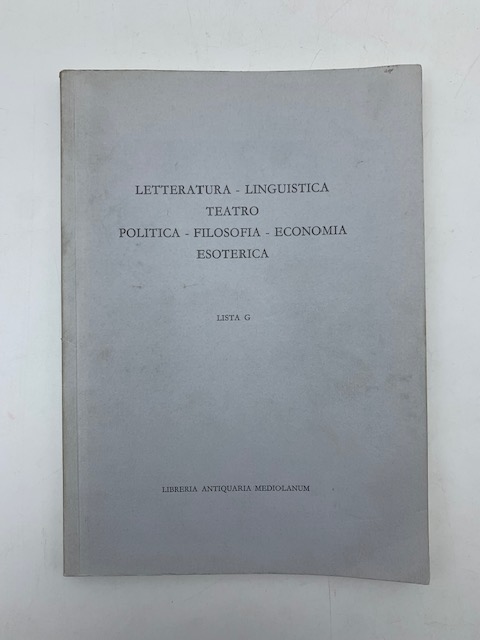 LETTERATURA - LINGUISTICA
TEATRO
POLITICA - FILOSOFIA - ECONOMIA
ESOTERICA
LISTA G
LIBRERIA ANTIQUARIA MEDIOLANUM